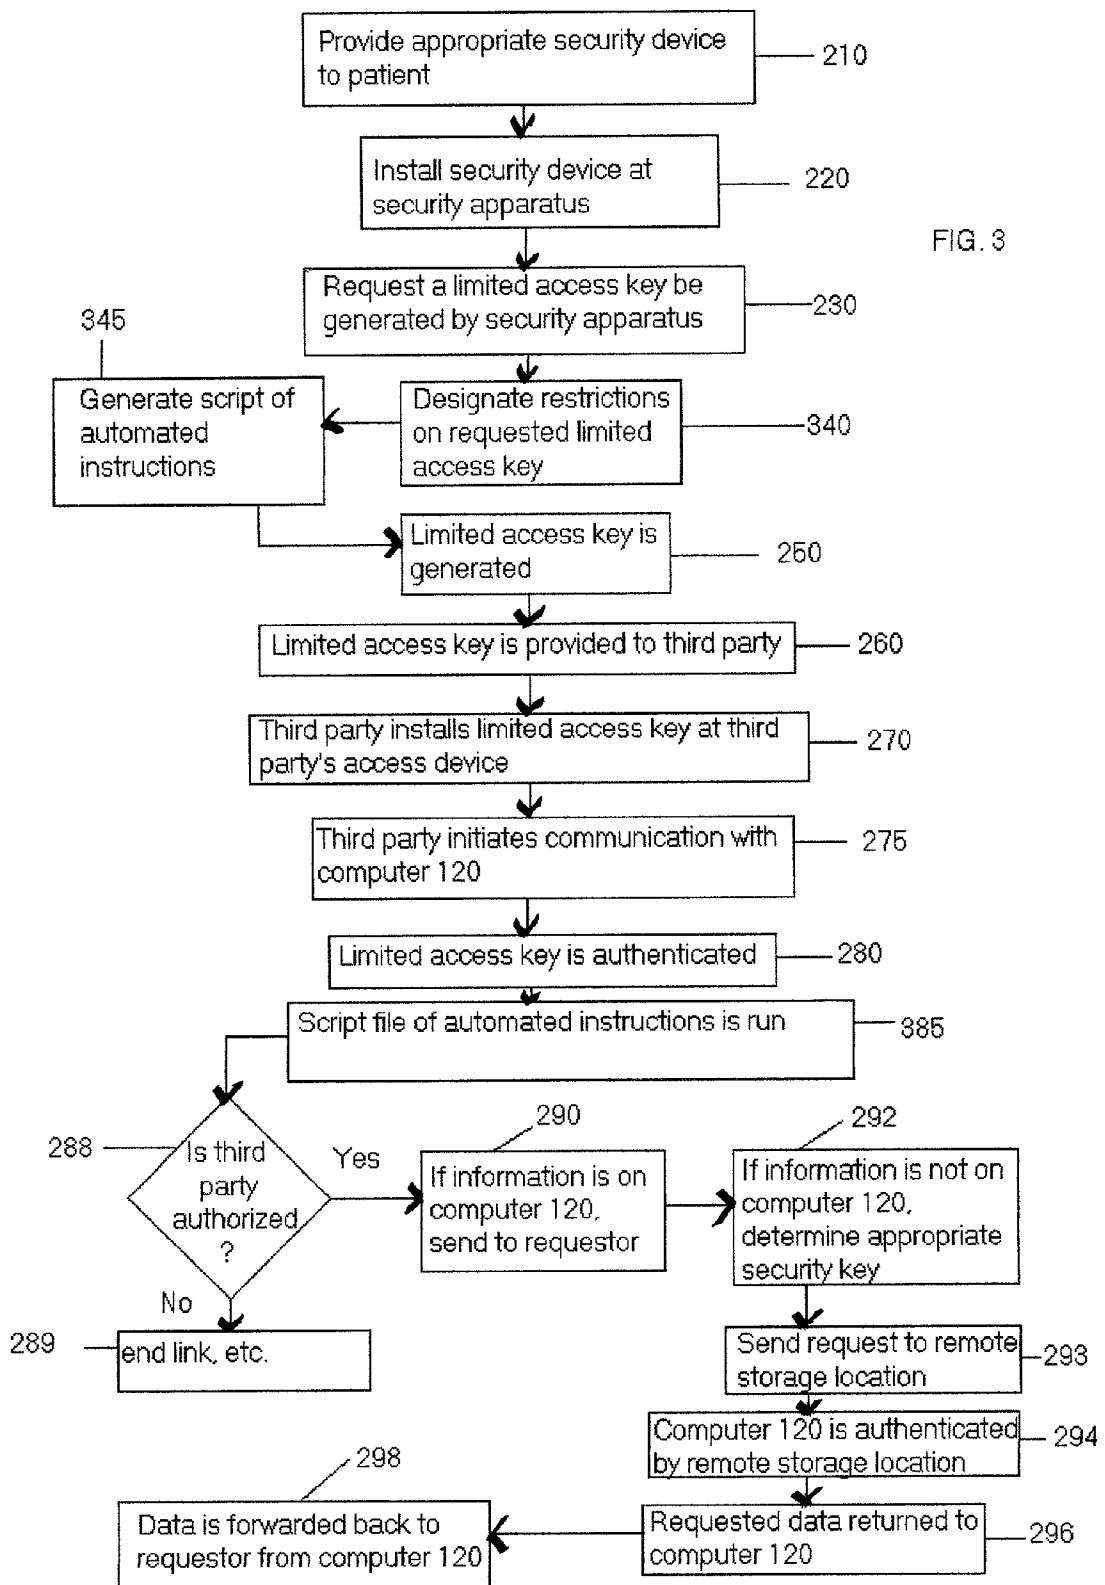 Provide appropriate security device
to patient
210
Install security device at
security apparatus
220
FIG. 3
Request a limited access key be
generated by security apparatus
230
345
Generate script of
automated
instructions
Designate restrictions
on requested limited
access key
340
Limited access key is
generated
250
Limited access key is provided to third party
260
Third party installs limited access key at third
party's access device
270
Third party initiates communication with
computer 120
275
Limited access key is authenticated
280
Script file of automated instructions is run
385
288
Is third
party
authorized
?
Yes
No
289
end link, etc.
290
If information is on
computer 120,
send to requestor
292
If information is not on
computer 120,
determine appropriate
security key
Send request to remote
storage location
293
Computer 120 is authenticated
by remote storage location
294
Requested data returned to
computer 120
296
298
Data is forwarded back to
requestor from computer 120